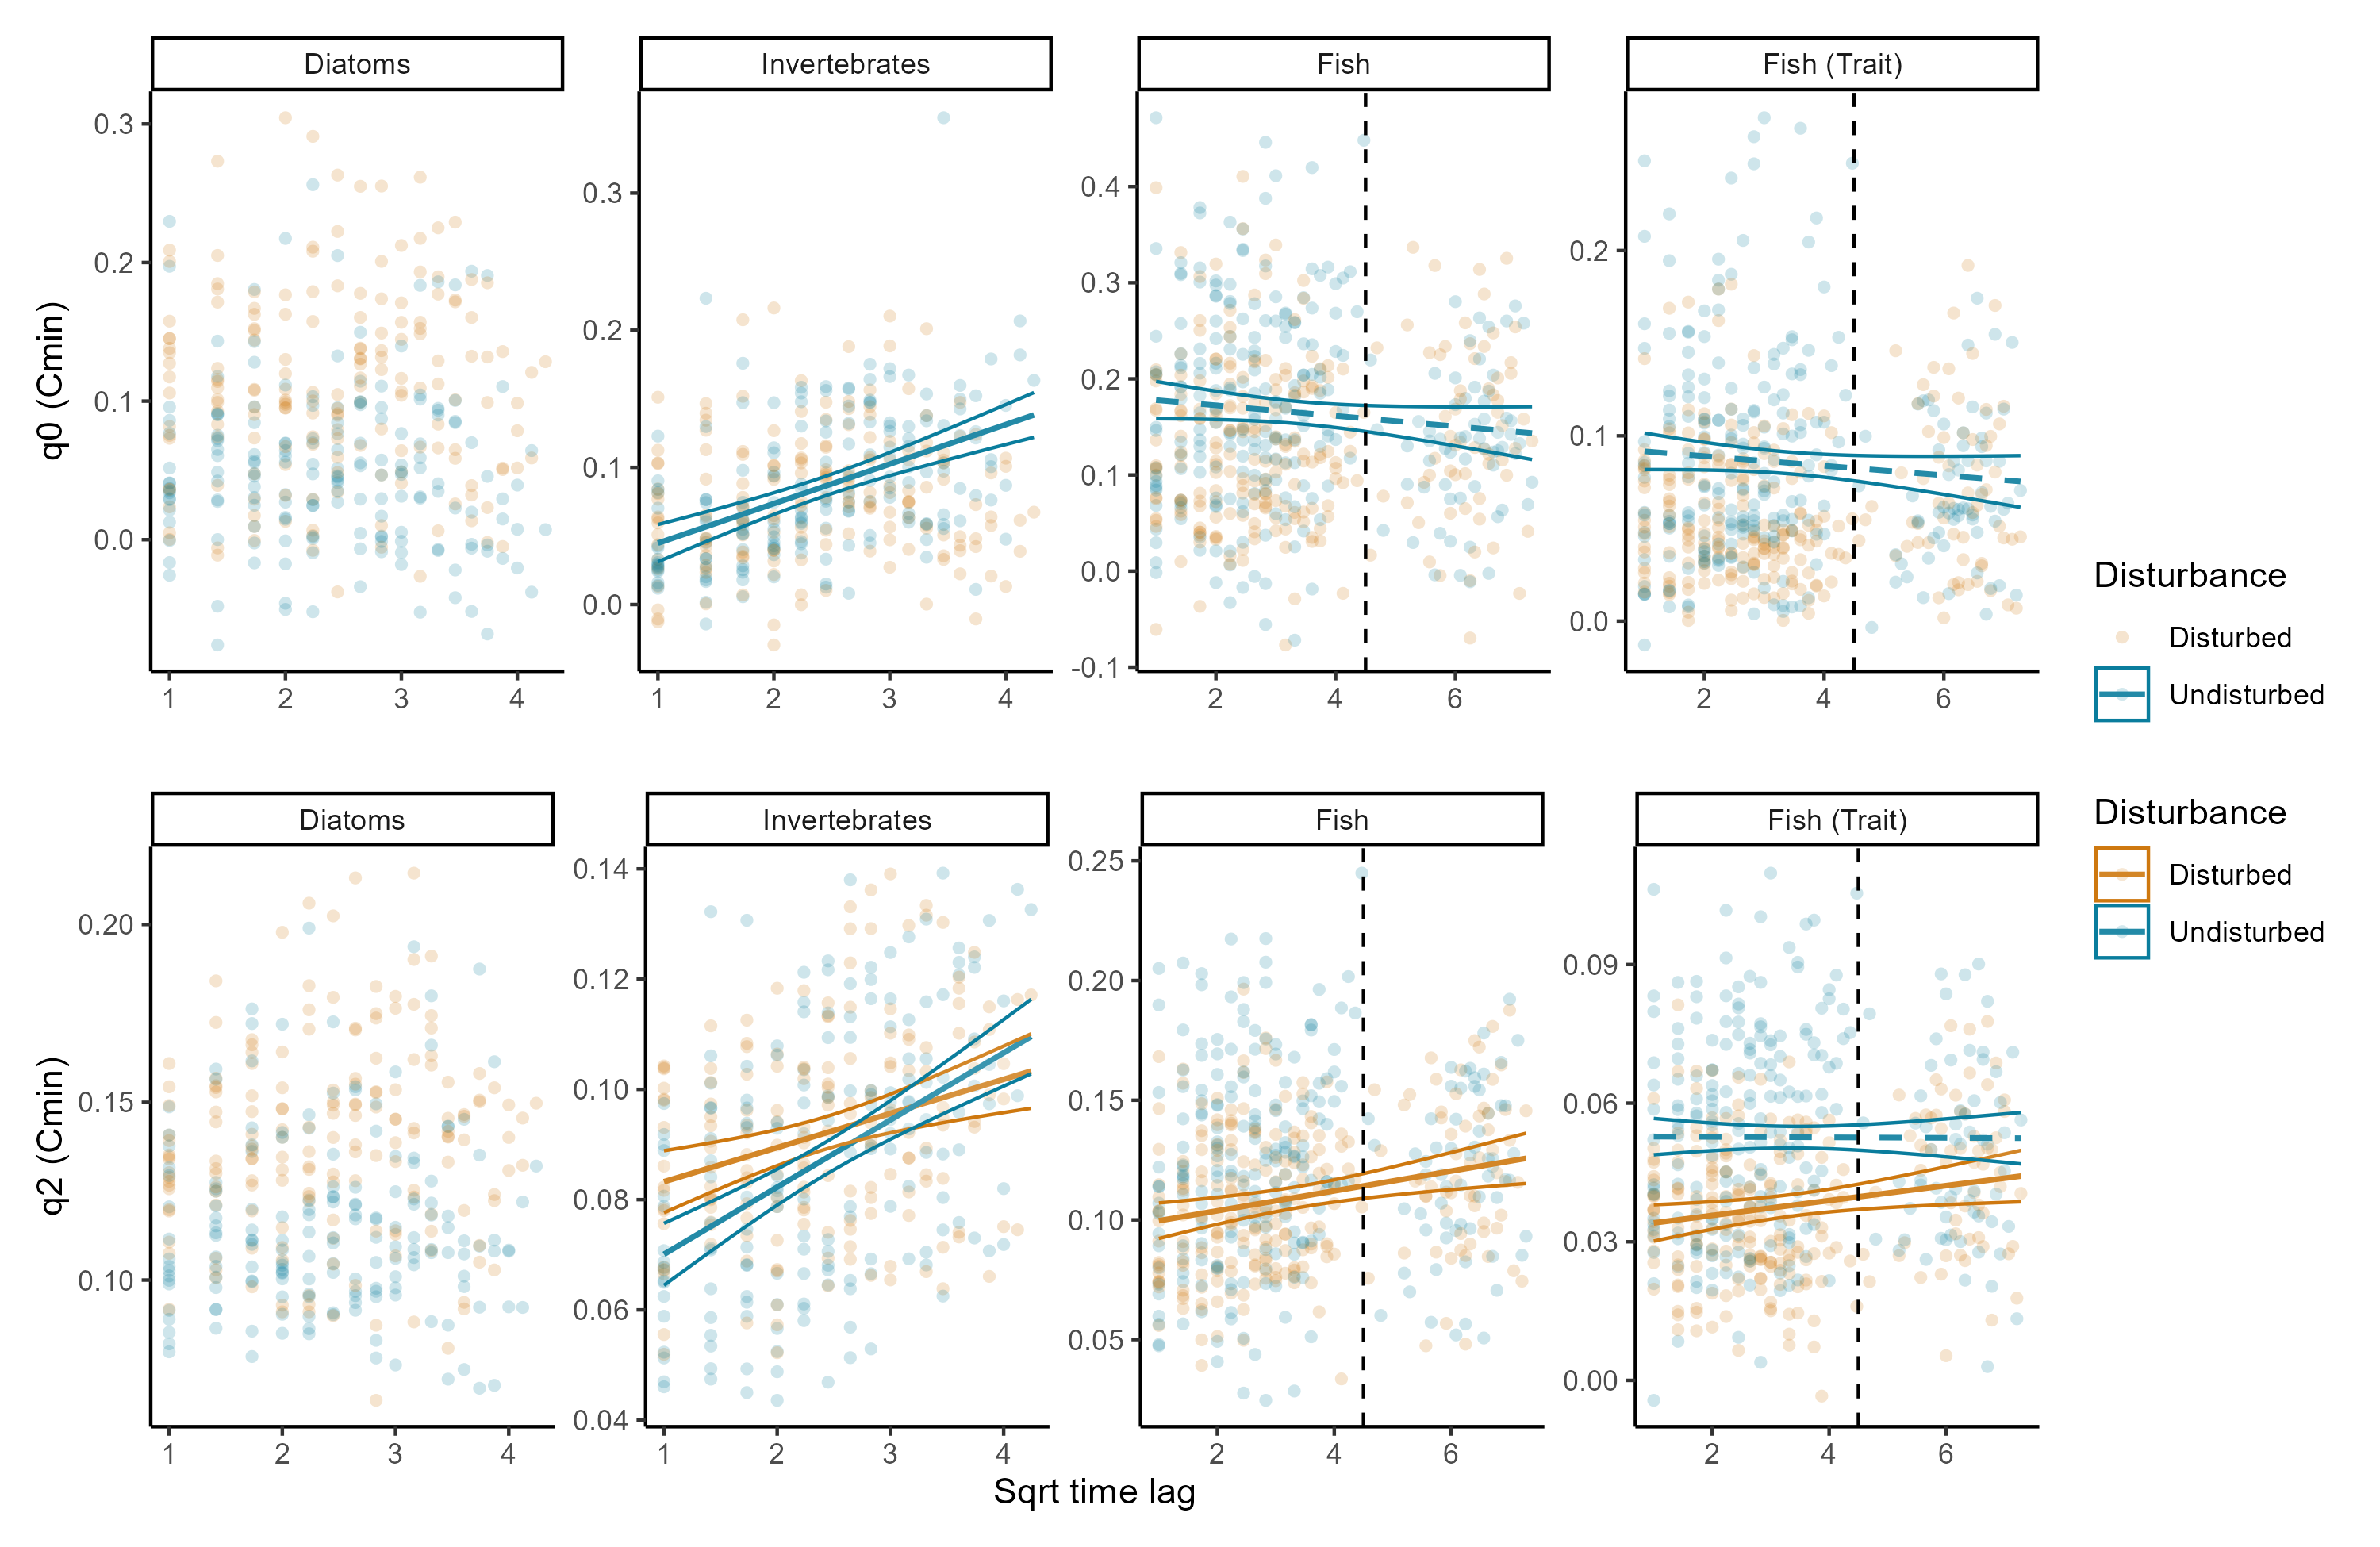 Diatoms
Invertebrates
Fish
Fish (Trait)
q0 (Cmin)
0.3
0.2
0.1
0.0
1 2 3 4
0.3
0.2
0.1
0.0
1 2 3 4
0.4
0.3
0.2
0.1
0.0
-0.1
2 4 6
0.2
0.1
0.0
2 4 6
Disturbance
Disturbed
Undisturbed
Diatoms
Invertebrates
Fish
Fish (Trait)
q2 (Cmin)
0.20
0.15
0.10
1 2 3 4
0.14
0.12
0.10
0.08
0.06
0.04
1 2 3 4
0.25
0.20
0.15
0.10
0.05
2 4 6
0.09
0.06
0.03
0.00
2 4 6
Disturbance
Disturbed
Undisturbed
Sqrt time lag